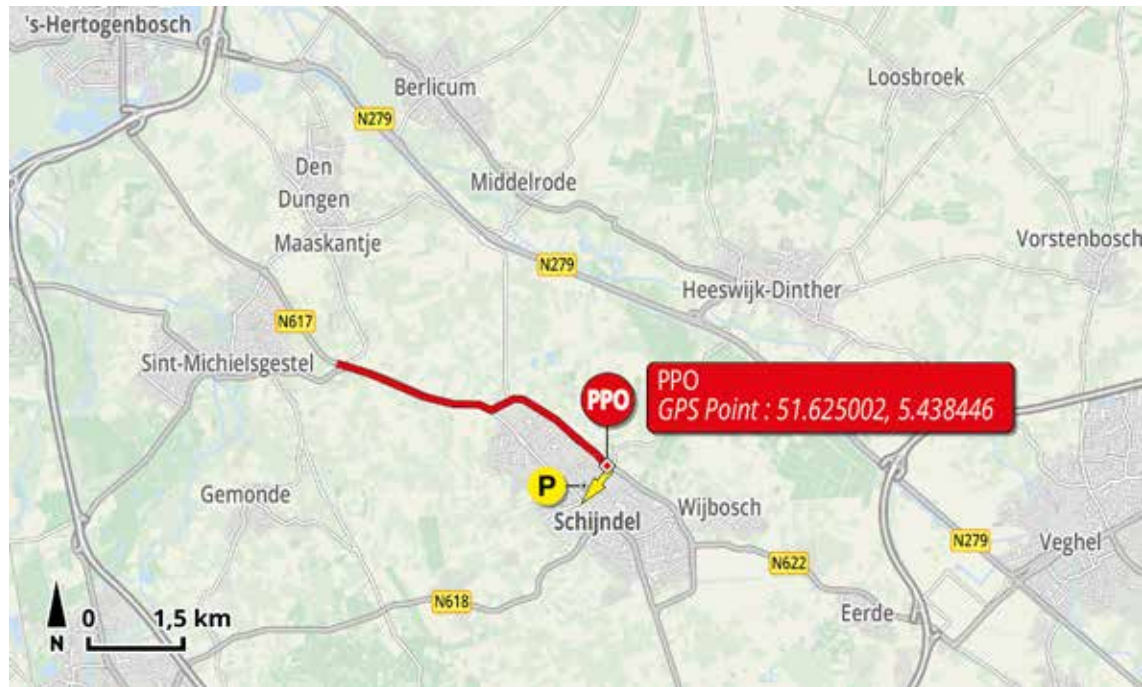 's-Hertogenbosch
Berlicum
Loosbroek
N279
Den
Dungen
Middelrode
Maaskantje
Vorstenbosch
N279
Heeswijk-Dinther
N617
Sint-Michielsgestel
PPO
PPO
GPS Point : 51.625002, 5.438446
P
Gemonde
Wijbosch
Schijndel
N279
Veghel
N622
N618
Eerde
0 1,5 km
N